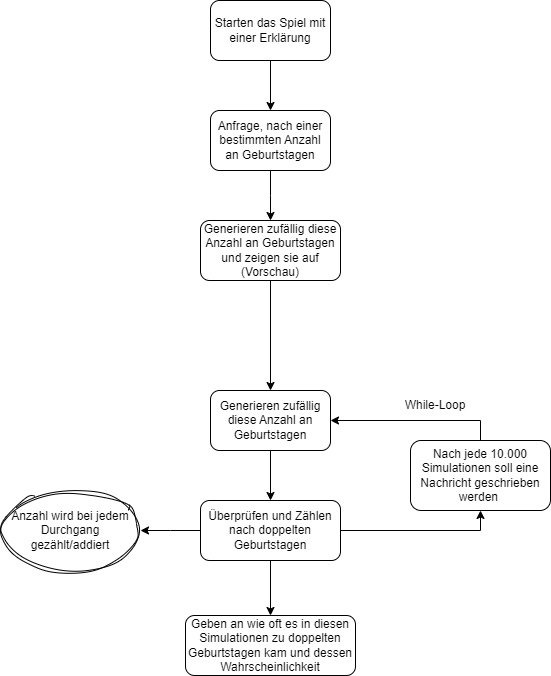 Starten das Spiel mit
einer Erklärung
Anfrage, nach einer
bestimmten Anzahl
an Geburtstagen
Generieren zufällig diese
Anzahl an Geburtstagen
und zeigen sie auf
(Vorschau)
Generieren zufällig
diese Anzahl an
Geburtstagen
While-Loop
Nach jede 10.000
Simulationen soll eine
Nachricht geschrieben
werden
Anzahl wird bei jedem
Durchgang
gezählt/addiert
Überprüfen und Zählen
nach doppelten
Geburtstagen
Geben an wie oft es in diesen
Simulationen zu doppelten
Geburtstagen kam und dessen
Wahrscheinlichkeit